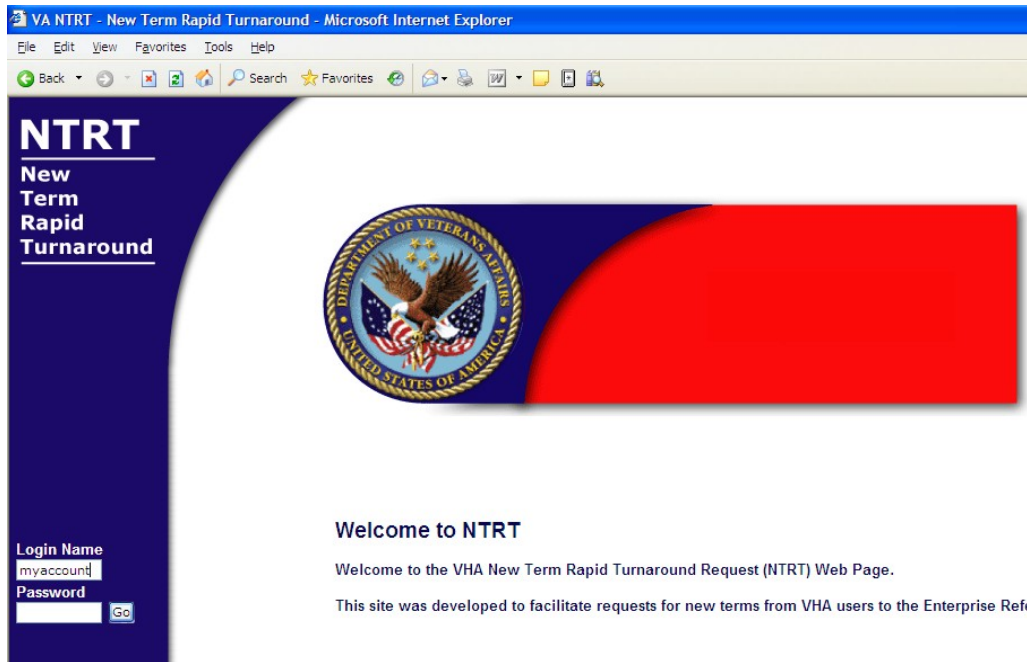 VA NTRT - New Term Rapid Turnaround - Microsoft Internet Explorer
File Edit View Favorites Tools Help
Back Search Favorites
NTRT
New
Term
Rapid
Turnaround
DEPARTMENT OF VETERANS AFFAIRS
UNITED STATES OF AMERICA
Welcome to NTRT
Login Name
myaccount
Welcome to the VHA New Term Rapid Turnaround Request (NTRT) Web Page.
Password
Go
This site was developed to facilitate requests for new terms from VHA users to the Enterprise Refe